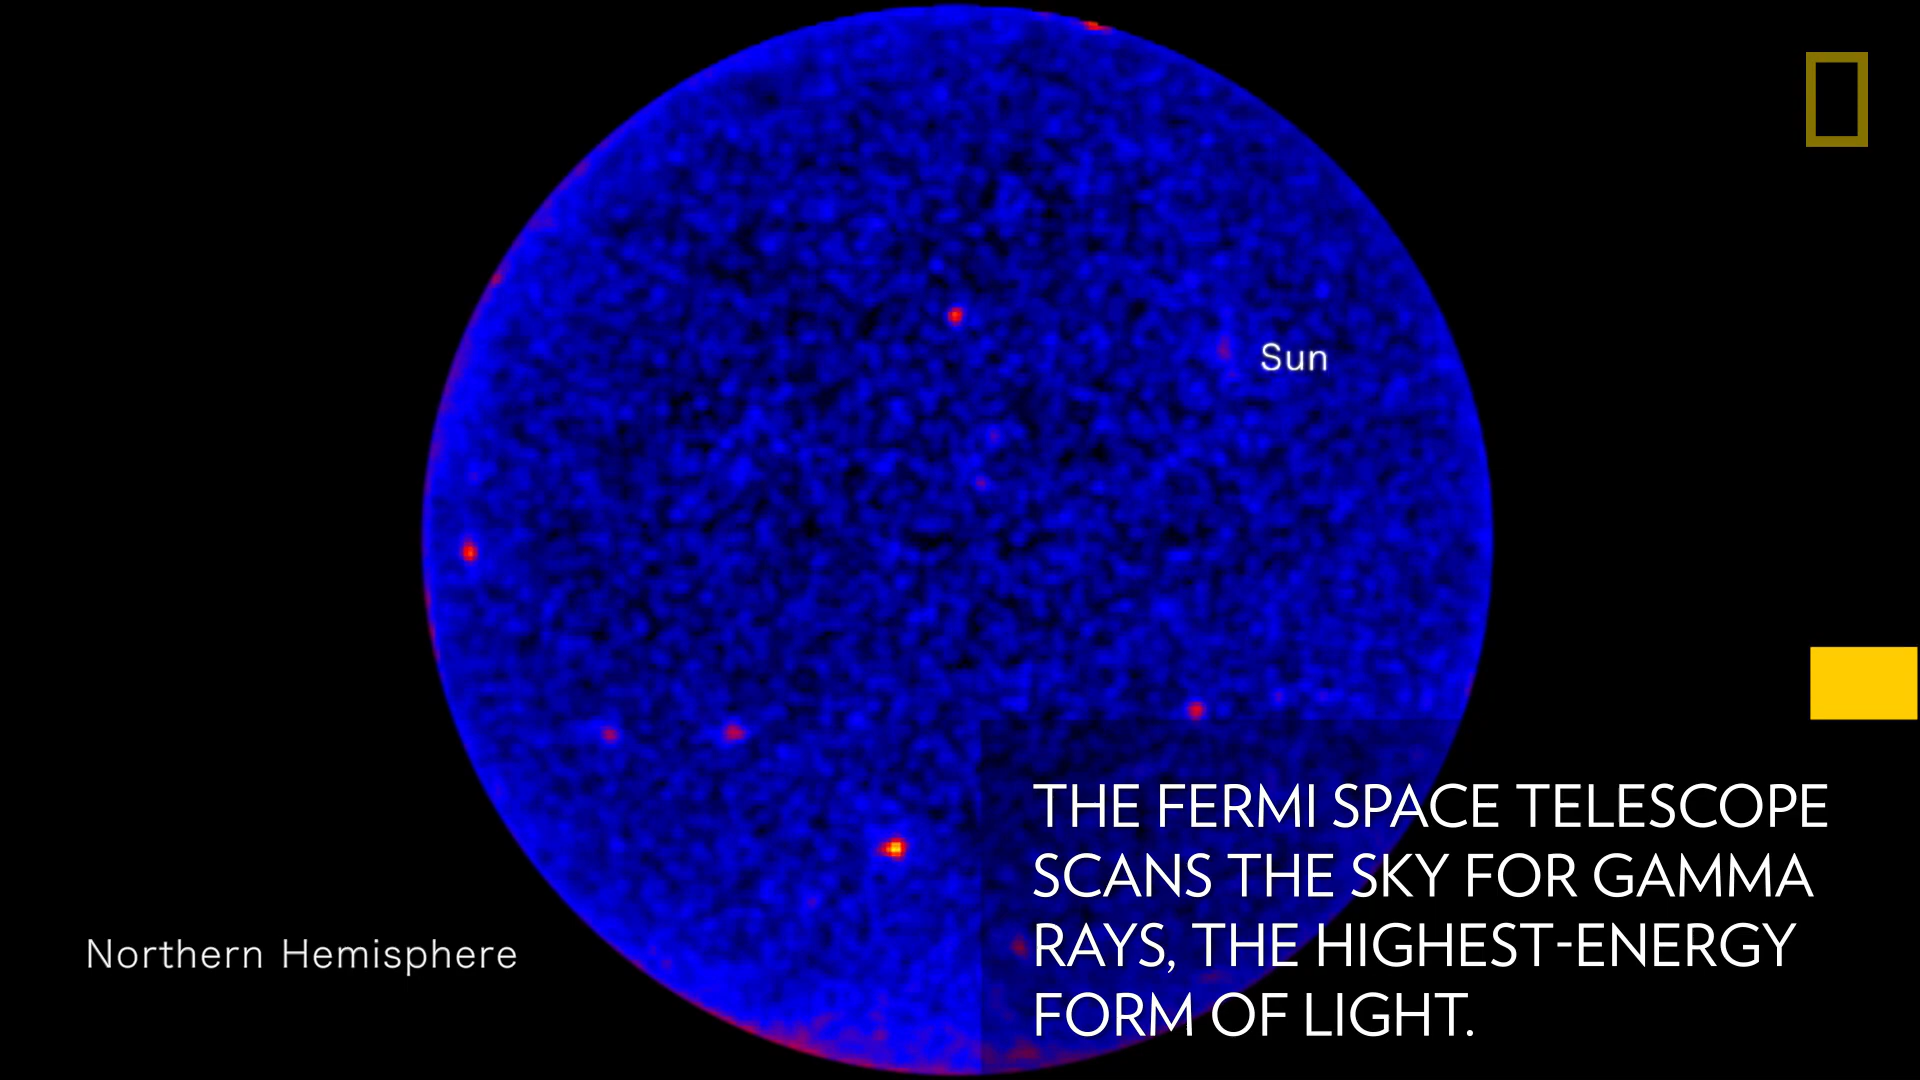 Sun
Northern Hemisphere
THE FERMI SPACE TELESCOPE
SCANS THE SKY FOR GAMMA
RAYS, THE HIGHEST-ENERGY
FORM OF LIGHT.